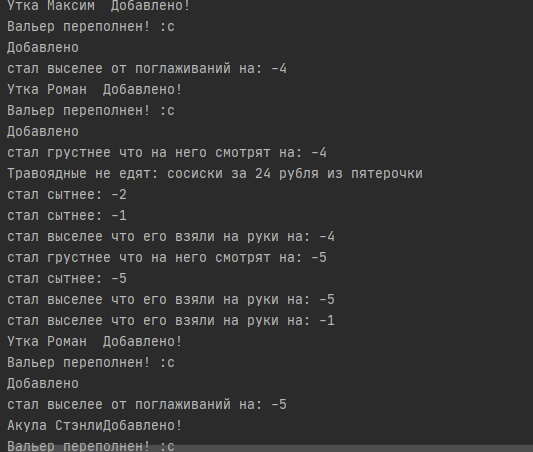 Утка Максим  Добавлено!
Вальер переполнен! :с
Добавлено
стал выселее от поглаживаний на: -4
Утка Роман  Добавлено!
Вальер переполнен! :с
Добавлено
стал грустнее что на него смотрят на: -4
Травоядные не едят: сосиски за 24 рубля из пятерочки
стал сытнее: -2
стал сытнее: -1
стал выселее что его взяли на руки на: -4
стал грустнее что на него смотрят на: -5
стал сытнее: -5
стал выселее что его взяли на руки на: -5
стал выселее что его взяли на руки на: -1
Утка Роман  Добавлено!
Вальер переполнен! :с
Добавлено
стал выселее от поглаживаний на: -5
Акула СтэнлиДобавлено!
Вальер переполнен! :с